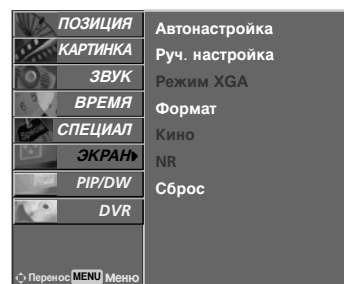 ПОЗИЦИЯ
КАРТИНКА
ЗВУК
ВРЕМЯ
СПЕЦИАЛ
ЭКРАН
PIP/DW
DVR
Перенос MENU Меню
Автонастройка
Руч. настройка
Режим XGA
Формат
Кино
NR
Сброс